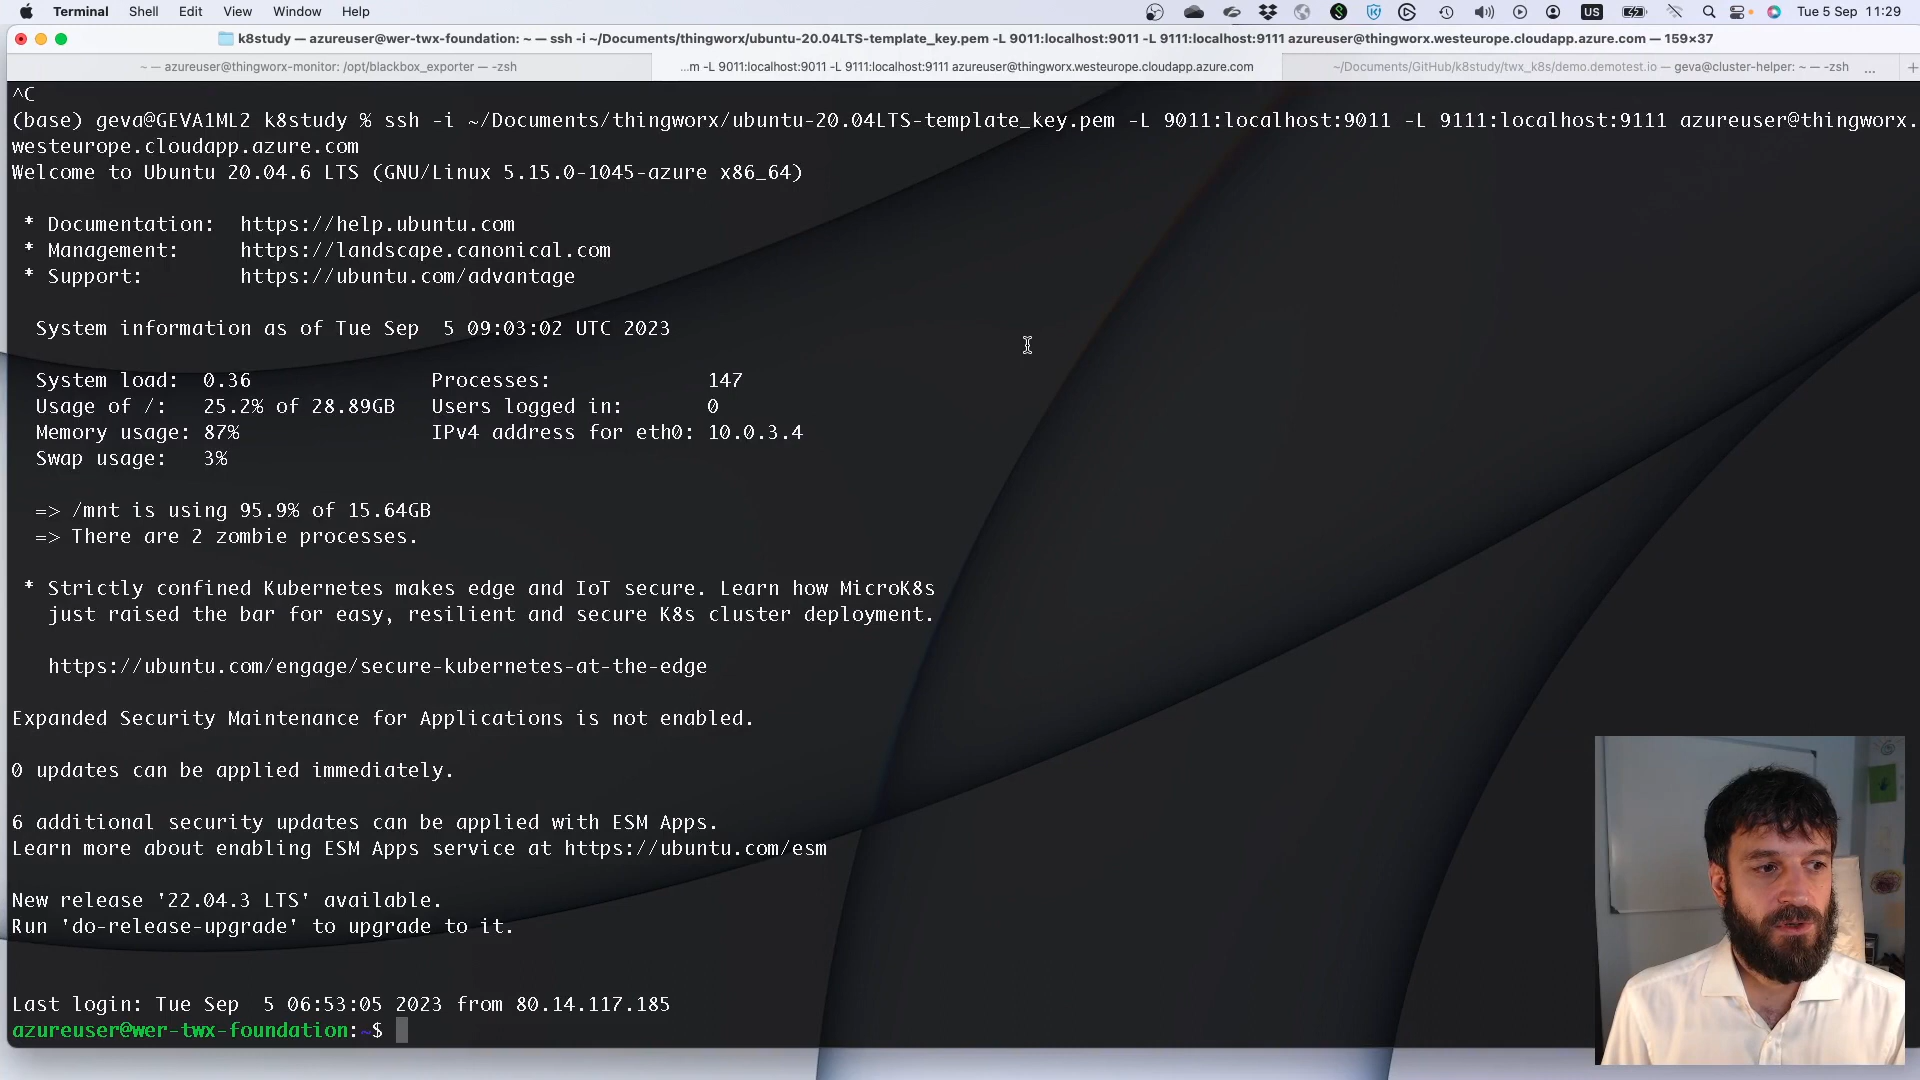 Terminal Shell Edit View Window Help US Tue 5 Sep 11:29
k8study — azureuser@wer-twx-foundation: ~ — ssh -i ~/Documents/thingworx/ubuntu-20.04LTS-template_key.pem -L 9011:localhost:9011 -L 9111:localhost:9111 azureuser@thingworx.westeurope.cloudapp.azure.com — 159×37
~ — azureuser@thingworx-monitor: /opt/blackbox_exporter — -zsh ...m -L 9011:localhost:9011 -L 9111:localhost:9111 azureuser@thingworx.westeurope.cloudapp.azure.com ~/Documents/GitHub/k8study/twx_k8s/demo.demotest.io — geva@cluster-helper: ~ — -zsh ... +
^C
(base) geva@GEVA1ML2 k8study % ssh -i ~/Documents/thingworx/ubuntu-20.04LTS-template_key.pem -L 9011:localhost:9011 -L 9111:localhost:9111 azureuser@thingworx.
westeurope.cloudapp.azure.com
Welcome to Ubuntu 20.04.6 LTS (GNU/Linux 5.15.0-1045-azure x86_64)
* Documentation: https://help.ubuntu.com
* Management: https://landscape.canonical.com
* Support: https://ubuntu.com/advantage
System information as of Tue Sep 5 09:03:02 UTC 2023
System load: 0.36 Processes: 147
Usage of /: 25.2% of 28.89GB Users logged in: 0
Memory usage: 87% IPv4 address for eth0: 10.0.3.4
Swap usage: 3%
=> /mnt is using 95.9% of 15.64GB
=> There are 2 zombie processes.
* Strictly confined Kubernetes makes edge and IoT secure. Learn how MicroK8s
just raised the bar for easy, resilient and secure K8s cluster deployment.
https://ubuntu.com/engage/secure-kubernetes-at-the-edge
Expanded Security Maintenance for Applications is not enabled.
0 updates can be applied immediately.
6 additional security updates can be applied with ESM Apps.
Learn more about enabling ESM Apps service at https://ubuntu.com/esm
New release '22.04.3 LTS' available.
Run 'do-release-upgrade' to upgrade to it.
Last login: Tue Sep 5 06:53:05 2023 from 80.14.117.185
azureuser@wer-twx-foundation:~$